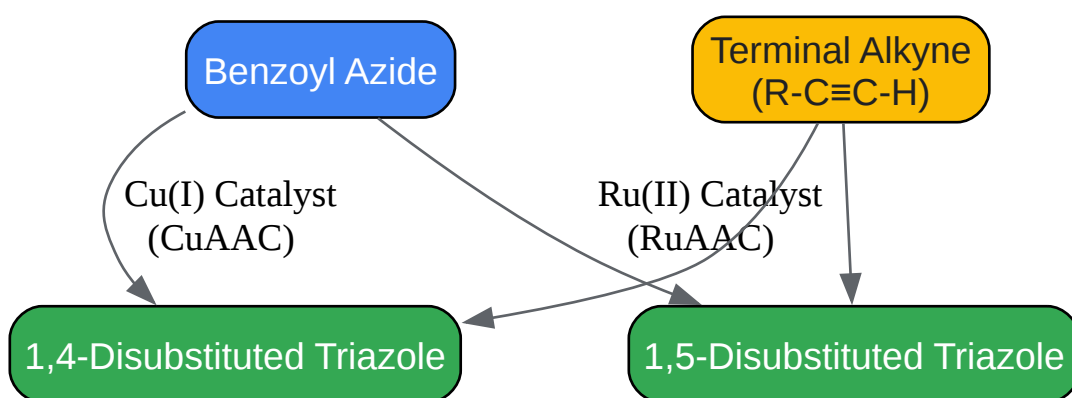 Benzoyl Azide
Terminal Alkyne
(R-C≡C-H)
Cu(I) Catalyst
(CuAAC)
Ru(II) Catalyst
(RuAAC)
1,4-Disubstituted Triazole
1,5-Disubstituted Triazole